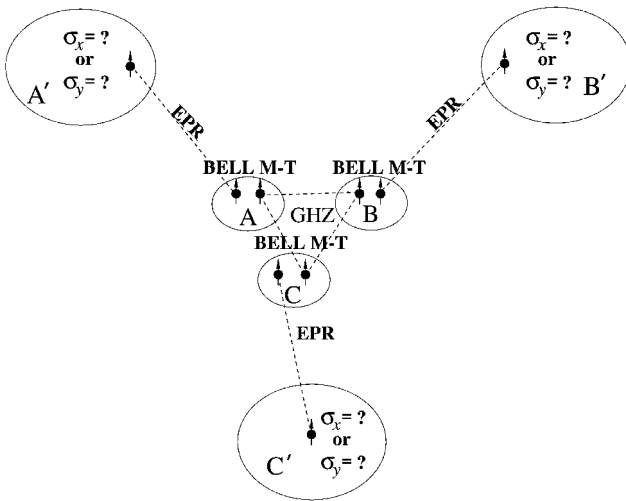 σx = ?
or
σy = ?
A′
σx = ?
or
σy = ?
B′
EPR
EPR
BELL M-T
BELL M-T
A
GHZ
B
BELL M-T
C
EPR
σx = ?
or
σy = ?
C′